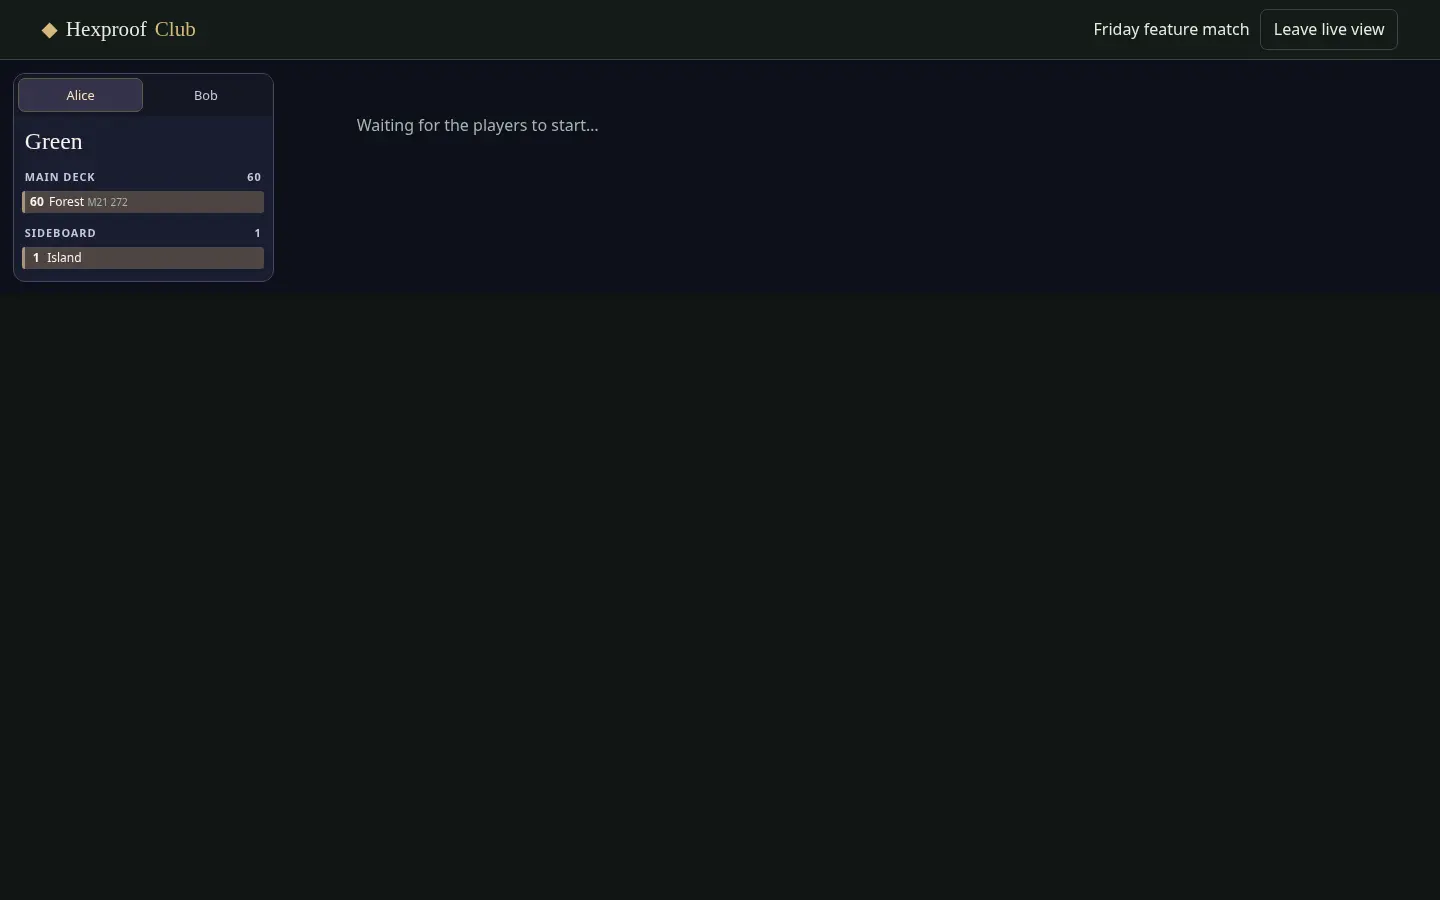 ◆ Hexproof Club
Friday feature match
Leave live view
Alice
Bob
Green
MAIN DECK 60
60 Forest M21 272
SIDEBOARD 1
1 Island
Waiting for the players to start...